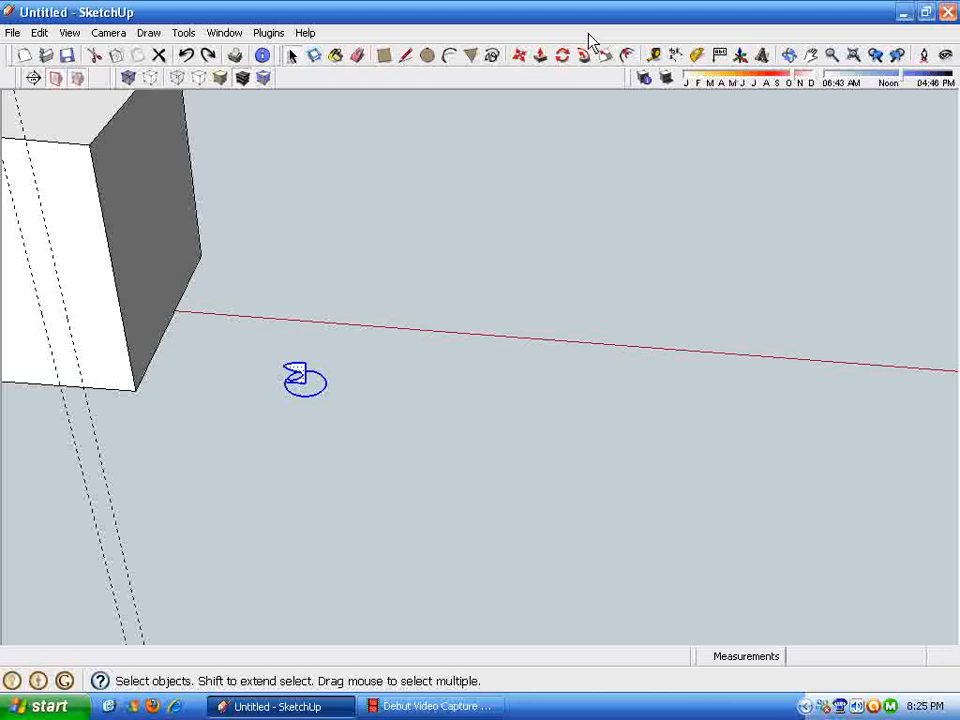 Untitled - SketchUp
File Edit View Camera Draw Tools Window Plugins Help
J F M A M J J A S O N D 06:43 AM Noon 04:46 PM
Measurements
Select objects. Shift to extend select. Drag mouse to select multiple.
start Untitled - SketchUp Debut Video Capture ... 8:25 PM